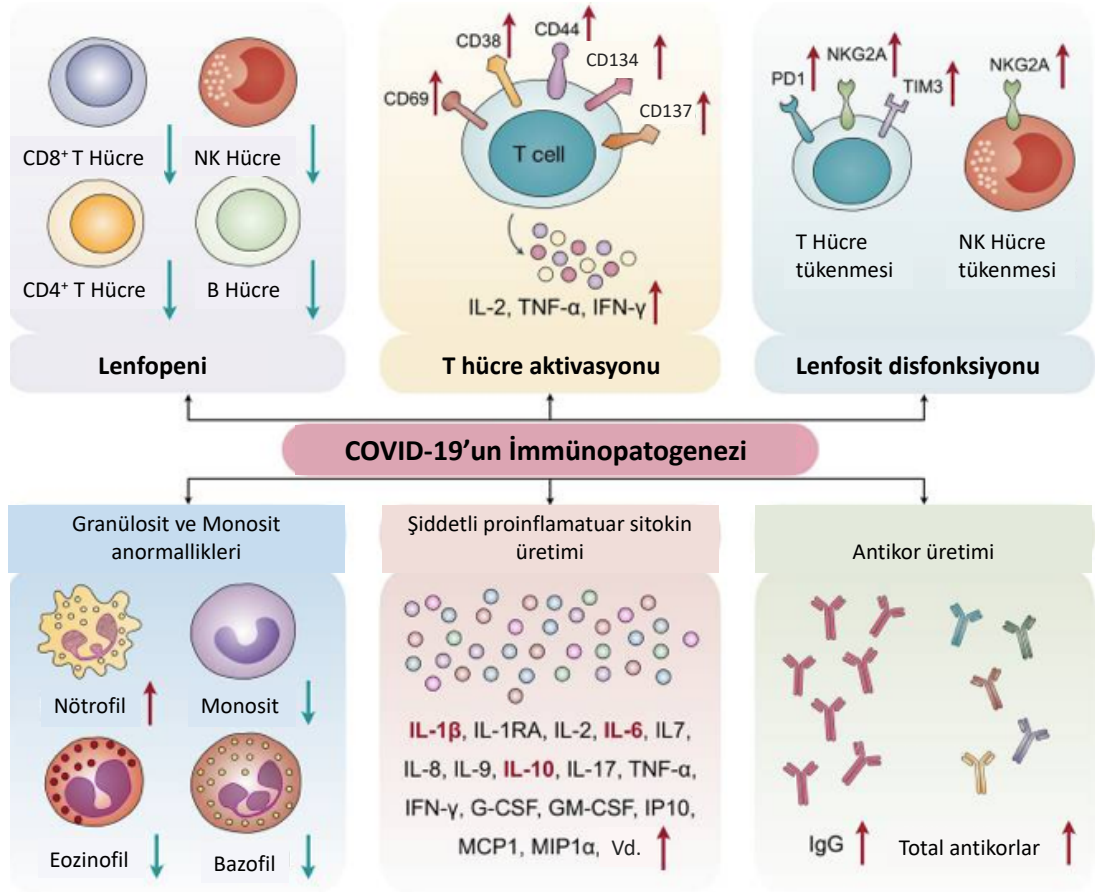 CD8⁺ T Hücre
NK Hücre
CD4⁺ T Hücre
B Hücre
Lenfopeni
CD69
CD38
CD44
CD134
CD137
T cell
IL-2, TNF-α, IFN-γ
T hücre aktivasyonu
PD1
NKG2A
TIM3
NKG2A
T Hücre
tükenmesi
NK Hücre
tükenmesi
Lenfosit disfonksiyonu
COVID-19’un İmmünopatogenezi
Granülosit ve Monosit
anormallikleri
Nötrofil
Monosit
Eozinofil
Bazofil
Şiddetli proinflamatuar sitokin
üretimi
IL-1β, IL-1RA, IL-2, IL-6, IL7,
IL-8, IL-9, IL-10, IL-17, TNF-α,
IFN-γ, G-CSF, GM-CSF, IP10,
MCP1, MIP1α, Vd.
Antikor üretimi
IgG
Total antikorlar